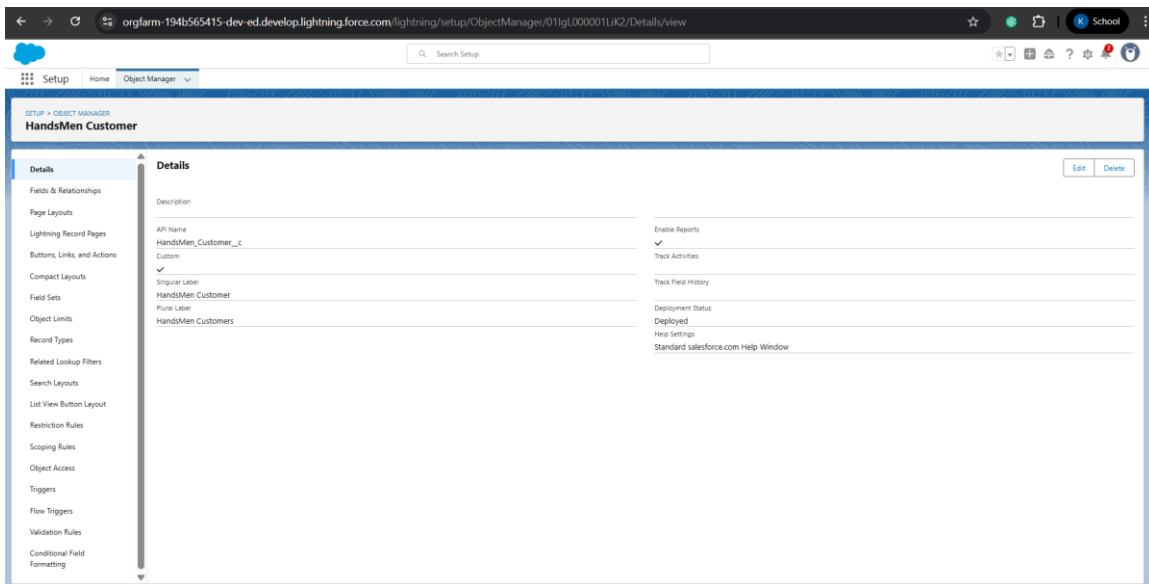 orgfarm-194b565415-dev-ed.develop.lightning.force.com/lightning/setup/ObjectManager/01IgL000001LiK2/Details/view
K School
Search Setup
2
Setup Home Object Manager
SETUP > OBJECT MANAGER
HandsMen Customer
Details
Fields & Relationships
Page Layouts
Lightning Record Pages
Buttons, Links, and Actions
Compact Layouts
Field Sets
Object Limits
Record Types
Related Lookup Filters
Search Layouts
List View Button Layout
Restriction Rules
Scoping Rules
Object Access
Triggers
Flow Triggers
Validation Rules
Conditional Field
Formatting
Details
Edit Delete
Description
API Name
HandsMen_Customer__c
Custom
Singular Label
HandsMen Customer
Plural Label
HandsMen Customers
Enable Reports
Track Activities
Track Field History
Deployment Status
Deployed
Help Settings
Standard salesforce.com Help Window